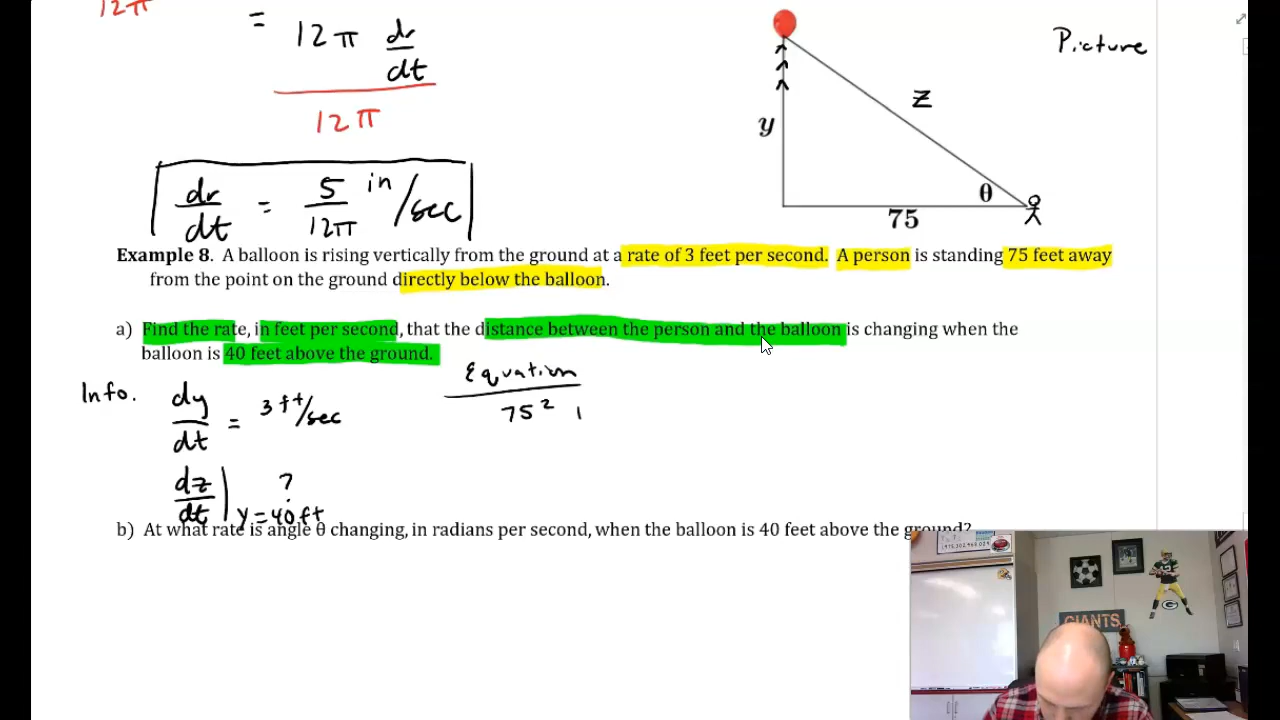 12π
=
12π dr/dt
12π
dr/dt = 5/12π in/sec
Picture
y
z
θ
75
Example 8. A balloon is rising vertically from the ground at a rate of 3 feet per second. A person is standing 75 feet away
from the point on the ground directly below the balloon.
a) Find the rate, in feet per second, that the distance between the person and the balloon is changing when the
balloon is 40 feet above the ground.
Info.
dy/dt = 3 ft/sec
Equation
75²
dz/dt | y = 40 ft ?
b) At what rate is angle θ changing, in radians per second, when the balloon is 40 feet above the ground?
GIANTS
G